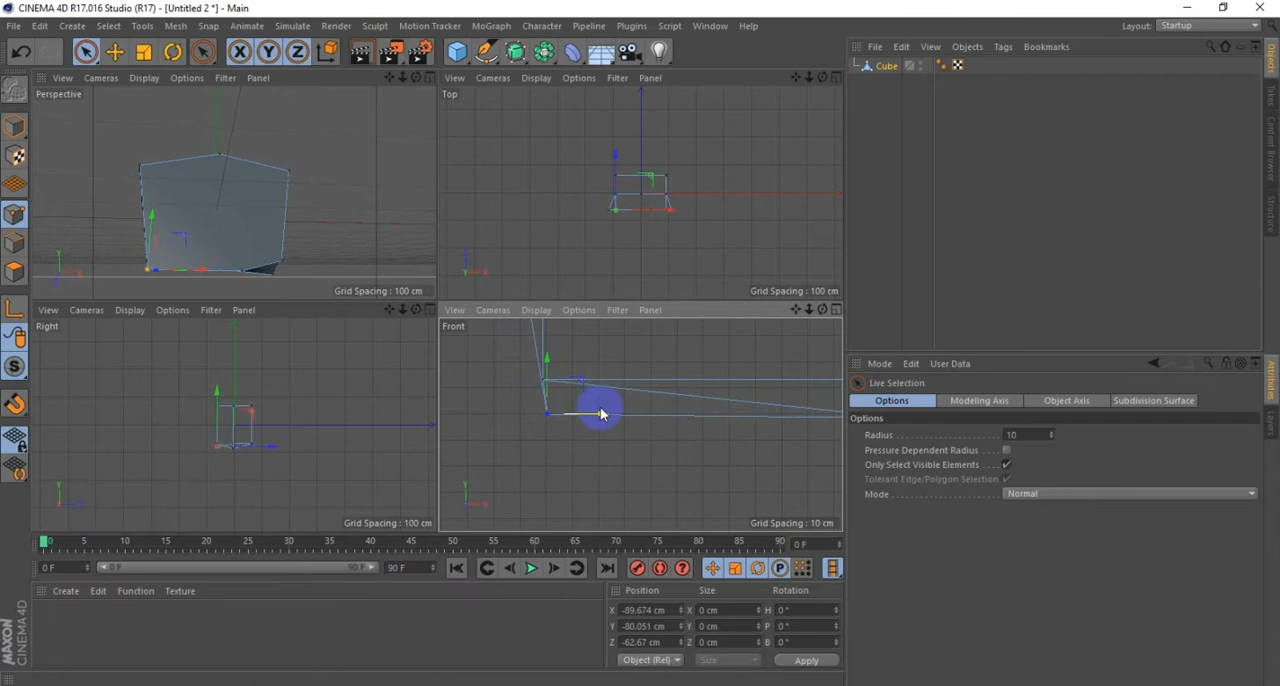 CINEMA 4D R17.016 Studio (R17) - [Untitled 2 *] - Main
File Edit Create Select Tools Mesh Snap Animate Simulate Render Sculpt Motion Tracker MoGraph Character Pipeline Plugins Script Window Help
Layout: Startup
X Y Z
View Cameras Display Options Filter Panel
Perspective
Y X Z
Grid Spacing : 100 cm
View Cameras Display Options Filter Panel
Top
Z X
Grid Spacing : 100 cm
View Cameras Display Options Filter Panel
Right
Y
Grid Spacing : 100 cm
View Cameras Display Options Filter Panel
Front
Y X
Grid Spacing : 10 cm
File Edit View Objects Tags Bookmarks
Cube
Objects
Takes
Content Browser
Structure
Mode Edit User Data
Live Selection
Options Modeling Axis Object Axis Subdivision Surface
Options
Radius 10
Pressure Dependent Radius
Only Select Visible Elements
Tolerant Edge/Polygon Selection
Mode Normal
Attributes
Layers
0 5 10 15 20 25 30 35 40 45 50 55 60 65 70 75 80 85 90 0 F
0 F 0 F 90 F 90 F
Create Edit Function Texture
Position Size Rotation
X -89.674 cm X 0 cm H 0 °
Y -80.051 cm Y 0 cm P 0 °
Z -62.67 cm Z 0 cm B 0 °
Object (Rel) Size Apply
MAXON
CINEMA 4D